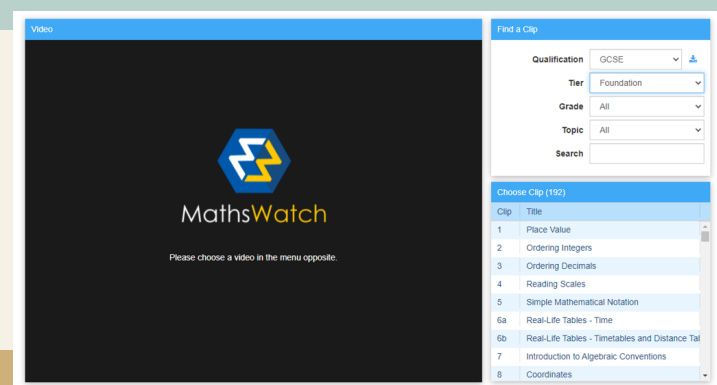 Video
MathsWatch
Please choose a video in the menu opposite.
Find a Clip
Qualification GCSE
Tier Foundation
Grade All
Topic All
Search
Choose Clip (192)
Clip Title
1 Place Value
2 Ordering Integers
3 Ordering Decimals
4 Reading Scales
5 Simple Mathematical Notation
6a Real-Life Tables - Time
6b Real-Life Tables - Timetables and Distance Tal
7 Introduction to Algebraic Conventions
8 Coordinates